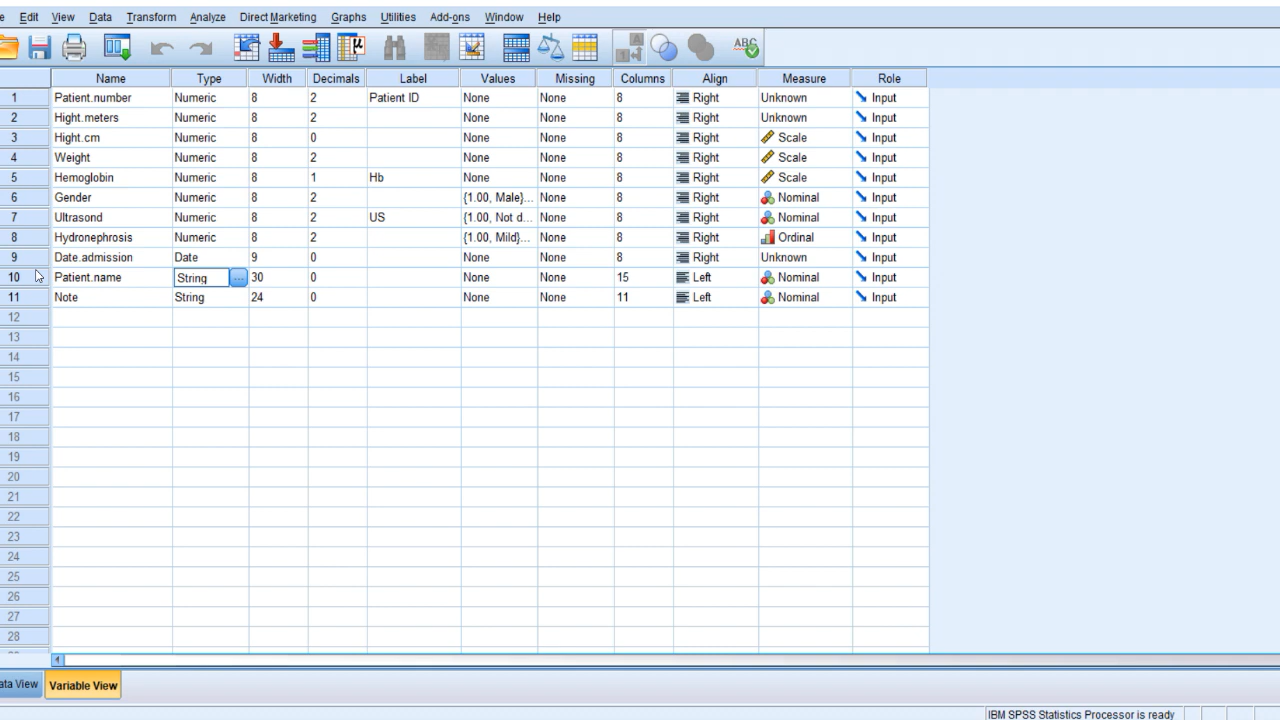 e Edit View Data Transform Analyze Direct Marketing Graphs Utilities Add-ons Window Help
Name Type Width Decimals Label Values Missing Columns Align Measure Role
1 Patient.number Numeric 8 2 Patient ID None None 8 Right Unknown Input
2 Hight.meters Numeric 8 2 None None 8 Right Unknown Input
3 Hight.cm Numeric 8 0 None None 8 Right Scale Input
4 Weight Numeric 8 2 None None 8 Right Scale Input
5 Hemoglobin Numeric 8 1 Hb None None 8 Right Scale Input
6 Gender Numeric 8 2 {1.00, Male}... None 8 Right Nominal Input
7 Ultrasond Numeric 8 2 US {1.00, Not d... None 8 Right Nominal Input
8 Hydronephrosis Numeric 8 2 {1.00, Mild}... None 8 Right Ordinal Input
9 Date.admission Date 9 0 None None 8 Right Unknown Input
10 Patient.name String ... 30 0 None None 15 Left Nominal Input
11 Note String 24 0 None None 11 Left Nominal Input
12
13
14
15
16
17
18
19
20
21
22
23
24
25
26
27
28
ata View Variable View
IBM SPSS Statistics Processor is ready